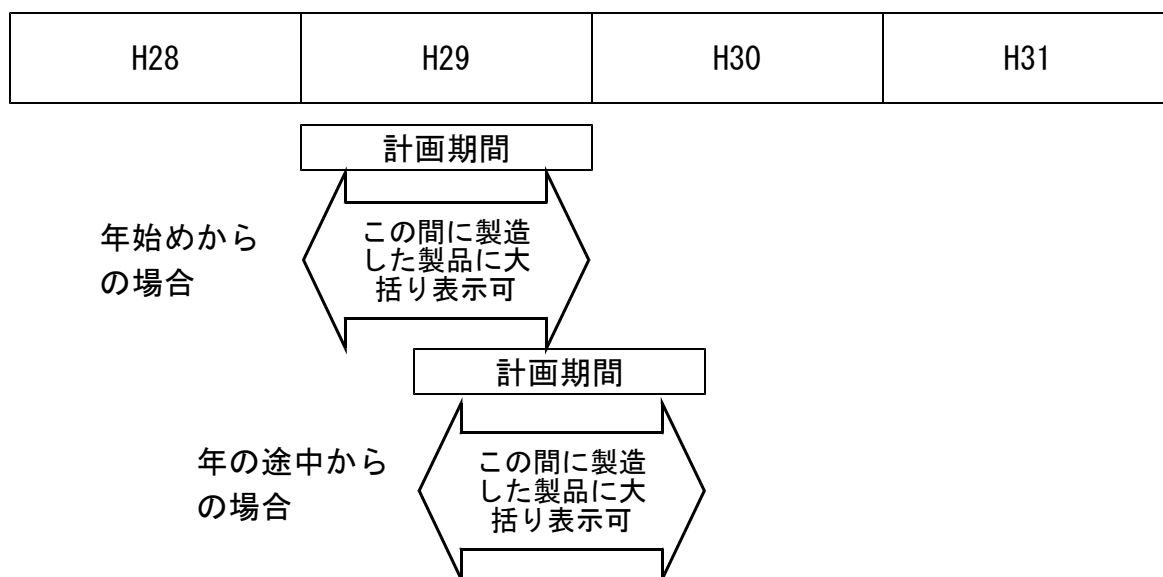 H28 H29 H30 H31
計画期間
年始めから
の場合
この間に製造
した製品に大
括り表示可
計画期間
年の途中から
の場合
この間に製造
した製品に大
括り表示可